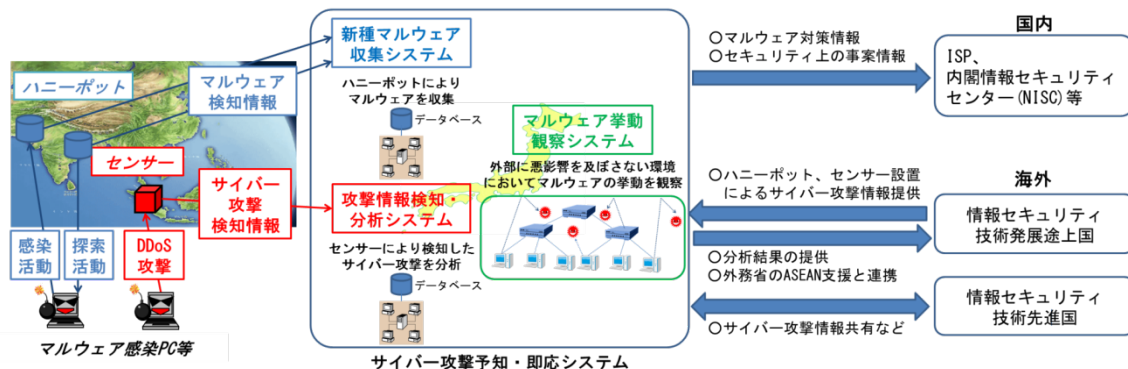 新種マルウェア
収集システム
ハニーポット
マルウェア
検知情報
センサー
サイバー
攻撃
検知情報
感染
活動
探索
活動
DDoS
攻撃
マルウェア感染PC等
ハニーポットにより
マルウェアを収集
データベース
マルウェア挙動
観察システム
外部に悪影響を及ぼさない環境
においてマルウェアの挙動を観察
攻撃情報検知・
分析システム
センサーにより検知した
サイバー攻撃を分析
データベース
サイバー攻撃予知・即応システム
○マルウェア対策情報
○セキュリティ上の事案情報
国内
ISP、
内閣情報セキュリティ
センター(NISC)等
○ハニーポット、センサー設置
によるサイバー攻撃情報提供
海外
情報セキュリティ
技術発展途上国
○分析結果の提供
○外務省のASEAN支援と連携
情報セキュリティ
技術先進国
○サイバー攻撃情報共有など